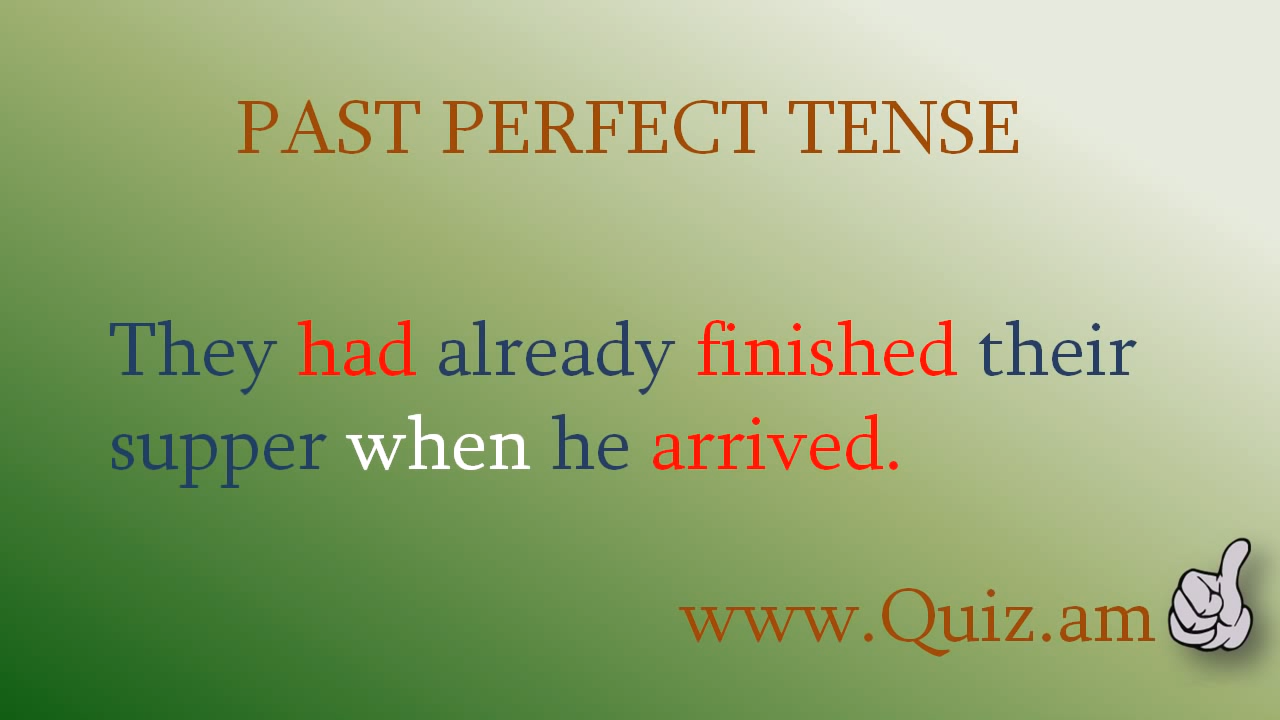 PAST PERFECT TENSE
They had already finished their
supper when he arrived.
www.Quiz.am